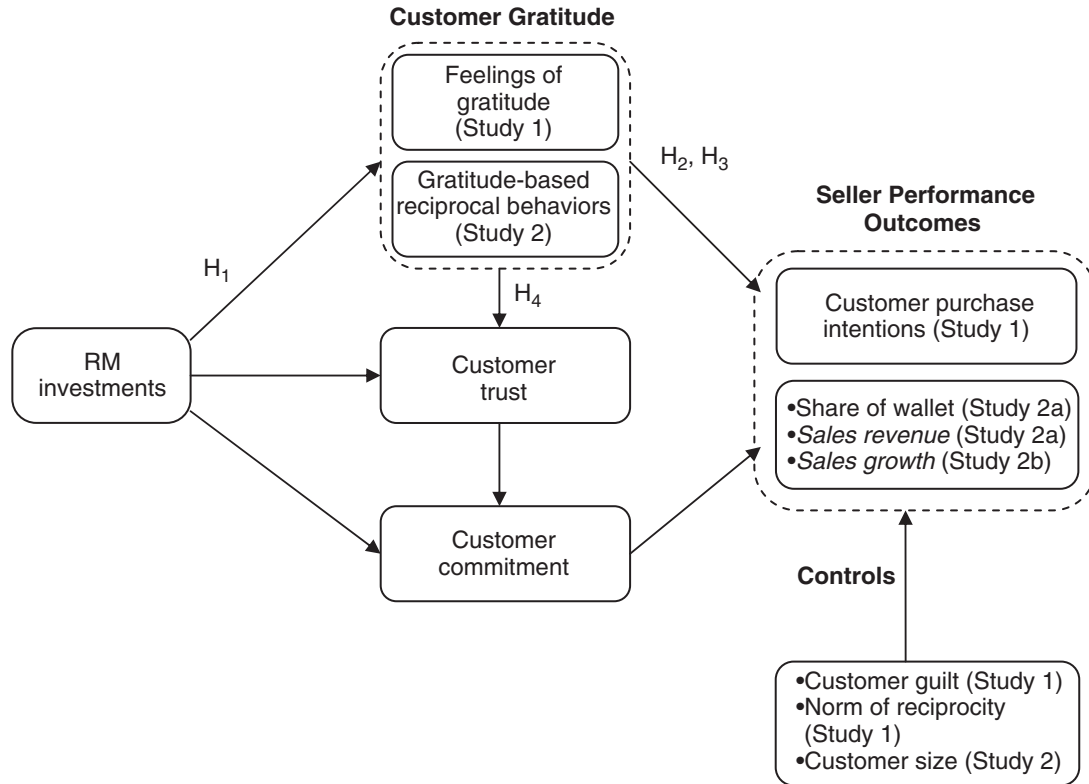 Customer Gratitude
Feelings of
gratitude
(Study 1)
Gratitude-based
reciprocal behaviors
(Study 2)
H₁
H₂, H₃
H₄
RM
investments
Customer
trust
Customer
commitment
Seller Performance
Outcomes
Customer purchase
intentions (Study 1)
•Share of wallet (Study 2a)
•Sales revenue (Study 2a)
•Sales growth (Study 2b)
Controls
•Customer guilt (Study 1)
•Norm of reciprocity
(Study 1)
•Customer size (Study 2)